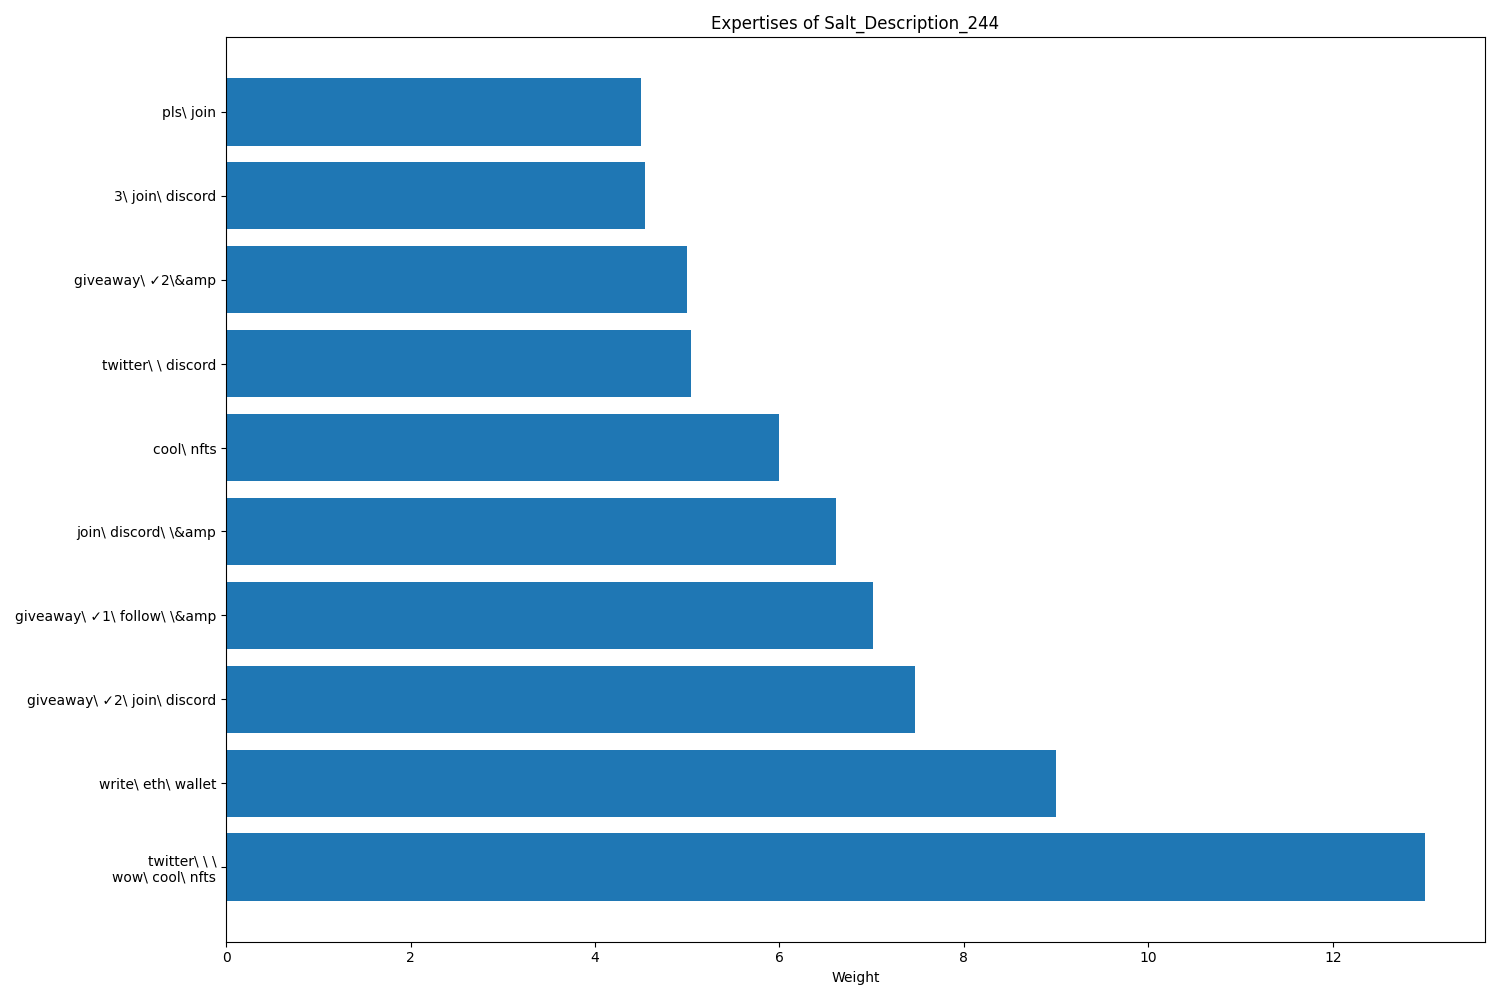 Expertises of Salt_Description_244
pls\ join
3\ join\ discord
giveaway\ ✓2\&amp
twitter\ \ discord
cool\ nfts
join\ discord\ \&amp
giveaway\ ✓1\ follow\ \&amp
giveaway\ ✓2\ join\ discord
write\ eth\ wallet
twitter\ \ \
wow\ cool\ nfts
0 2 4 6 8 10 12
Weight